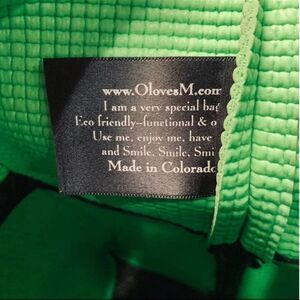 www.OlovesM.com
I am a very special bag
Eco friendly-functional & o
Use me, enjoy me, have
and Smile, Smile, Smi
Made in Colorado